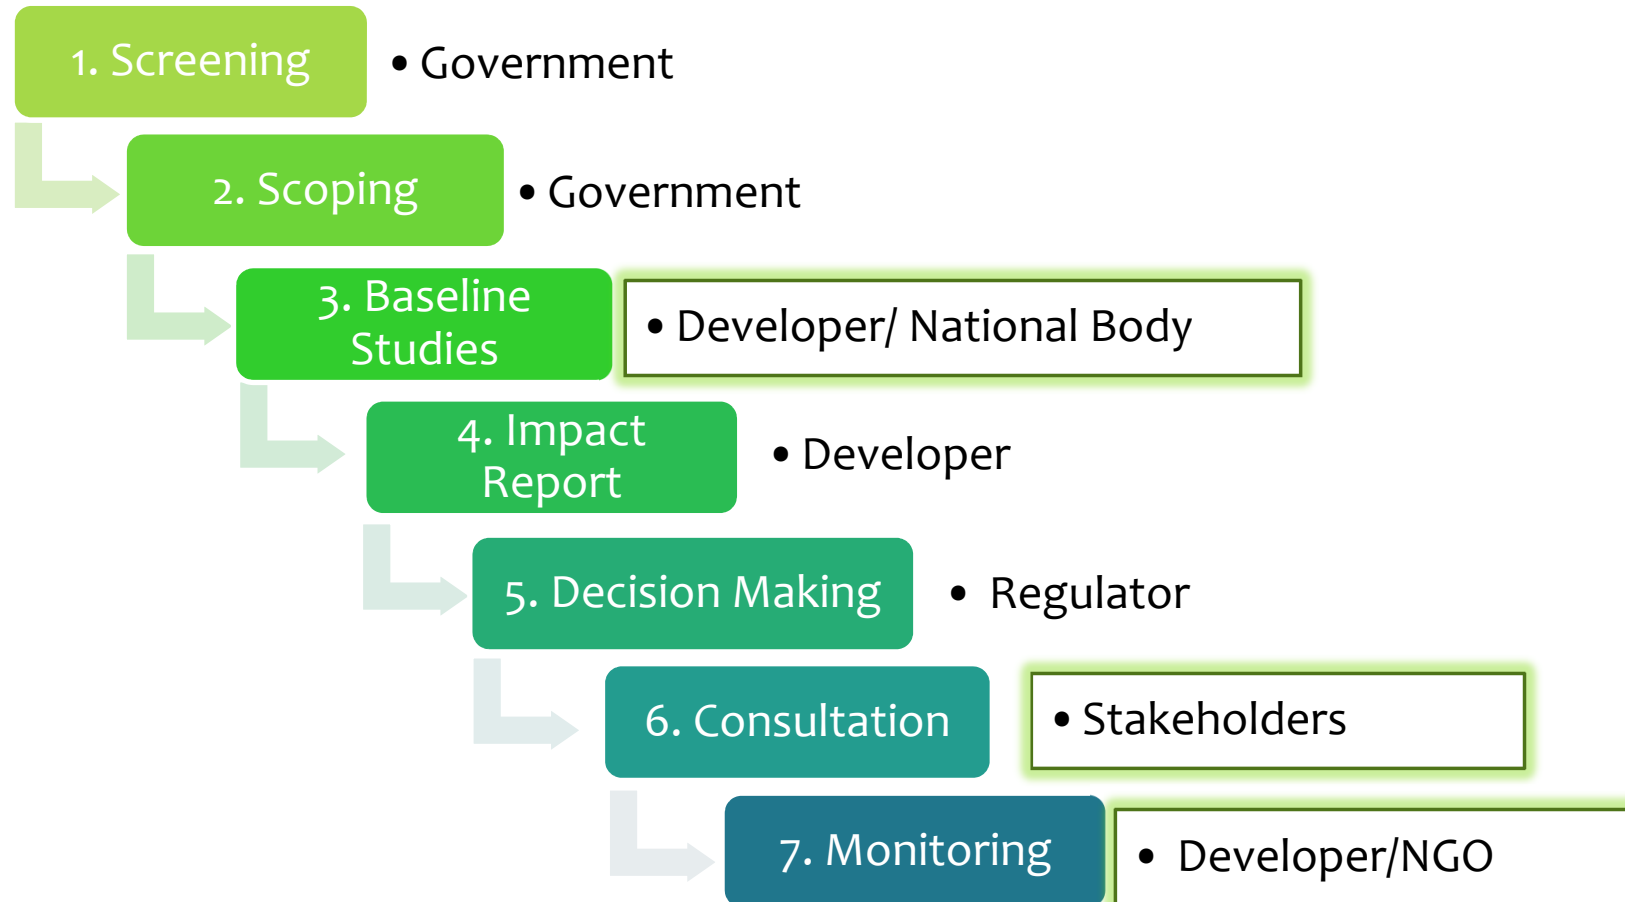 1. Screening
• Government
2. Scoping
• Government
3. Baseline
Studies
• Developer/ National Body
4. Impact
Report
• Developer
5. Decision Making
• Regulator
6. Consultation
• Stakeholders
7. Monitoring
• Developer/NGO